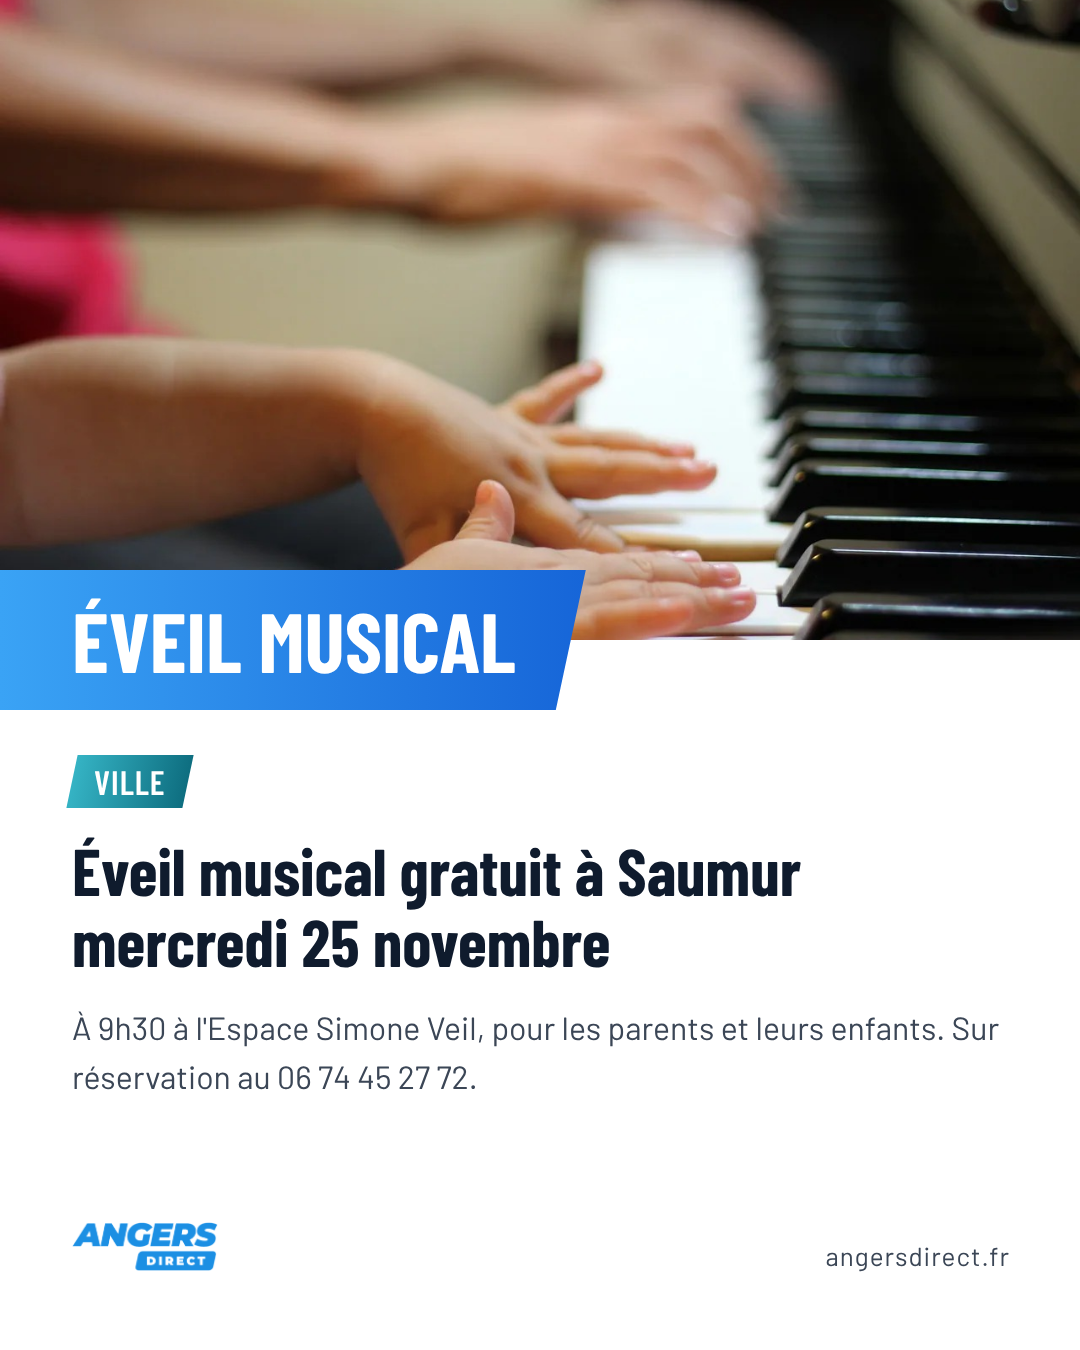 ÉVEIL MUSICAL
VILLE
Éveil musical gratuit à Saumur
mercredi 25 novembre
À 9h30 à l'Espace Simone Veil, pour les parents et leurs enfants. Sur
réservation au 06 74 45 27 72.
ANGERS
DIRECT
angersdirect.fr